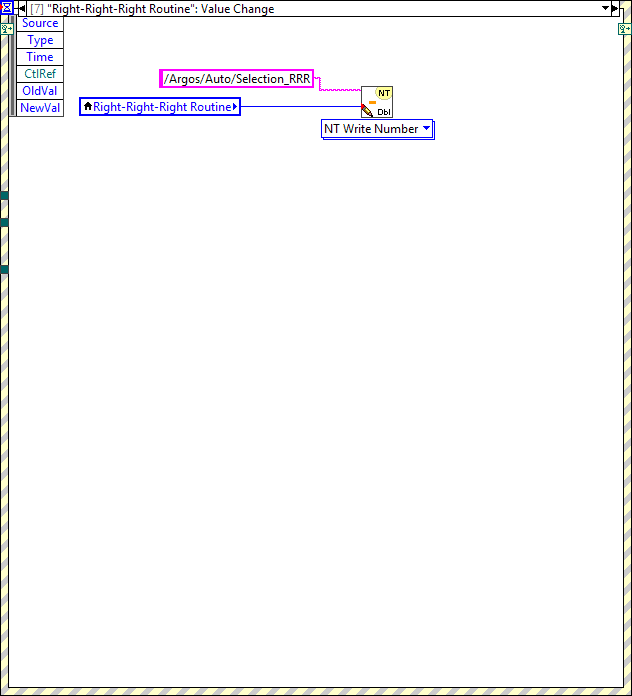 [7] "Right-Right-Right Routine": Value Change
Source
Type
Time
CtlRef
OldVal
NewVal
/Argos/Auto/Selection_RRR
NT
Right-Right-Right Routine
Dbl
NT Write Number